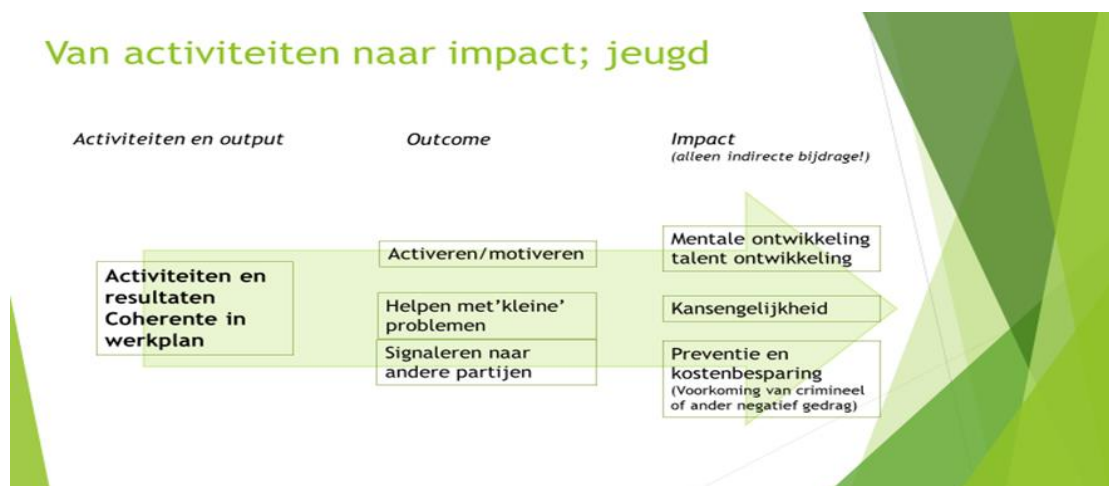 Van activiteiten naar impact; jeugd
Activiteiten en output
Outcome
Impact
(alleen indirecte bijdrage!)
Activiteiten en
resultaten
Coherente in
werkplan
Activeren/motiveren
Helpen met'kleine'
problemen
Signaleren naar
andere partijen
Mentale ontwikkeling
talent ontwikkeling
Kansengelijkheid
Preventie en
kostenbesparing
(Voorkoming van crimineel
of ander negatief gedrag)